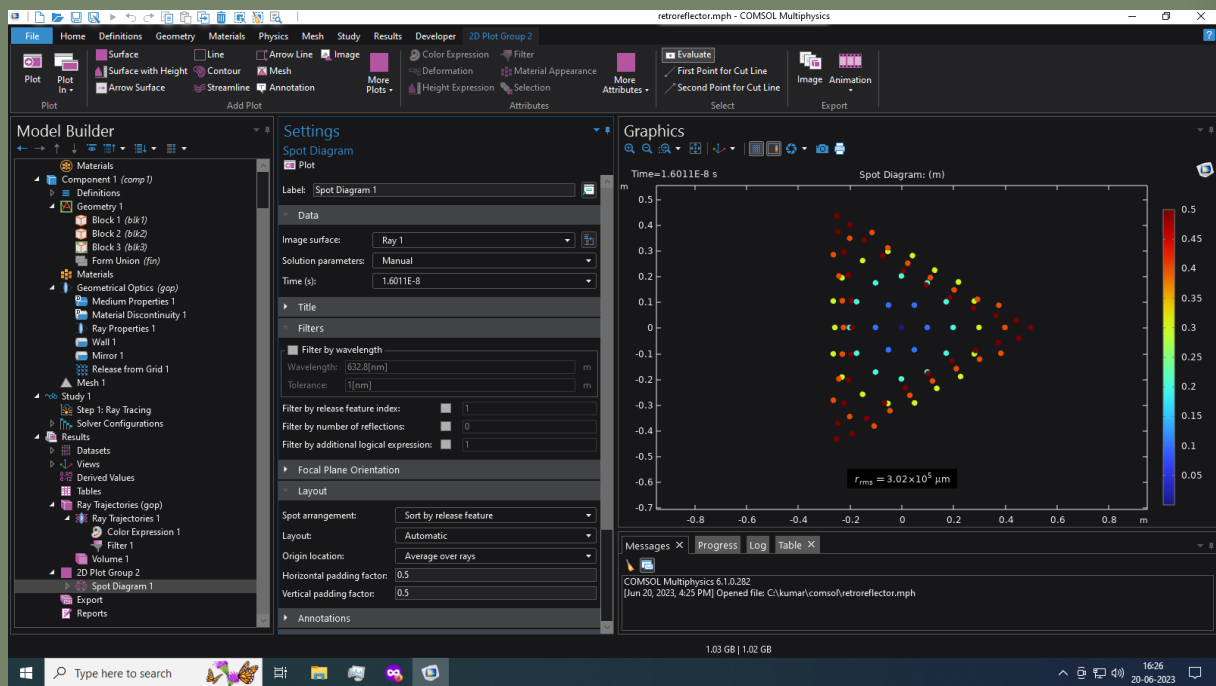 retroreflector.mph - COMSOL Multiphysics
File Home Definitions Geometry Materials Physics Mesh Study Results Developer 2D Plot Group 2
Plot
Plot In
Plot
Surface Line Arrow Line Image
Surface with Height Contour Mesh
Arrow Surface Streamline Annotation
More Plots
Add Plot
Color Expression Filter
Deformation Material Appearance
Height Expression Selection
More Attributes
Attributes
Evaluate
First Point for Cut Line
Second Point for Cut Line
Select
Image Animation
Export
Model Builder
Materials
Component 1 (comp1)
Definitions
Geometry 1
Block 1 (blk1)
Block 2 (blk2)
Block 3 (blk3)
Form Union (fin)
Materials
Geometrical Optics (gop)
Medium Properties 1
Material Discontinuity 1
Ray Properties 1
Wall 1
Mirror 1
Release from Grid 1
Mesh 1
Study 1
Step 1: Ray Tracing
Solver Configurations
Results
Datasets
Views
Derived Values
Tables
Ray Trajectories (gop)
Ray Trajectories 1
Color Expression 1
Filter 1
Volume 1
2D Plot Group 2
Spot Diagram 1
Export
Reports
Settings
Spot Diagram
Plot
Label: Spot Diagram 1
Data
Image surface: Ray 1
Solution parameters: Manual
Time (s): 1.6011E-8
Title
Filters
Filter by wavelength
Wavelength: 632.8[nm] m
Tolerance: 1[nm] m
Filter by release feature index: 1
Filter by number of reflections: 0
Filter by additional logical expression: 1
Focal Plane Orientation
Layout
Spot arrangement: Sort by release feature
Layout: Automatic
Origin location: Average over rays
Horizontal padding factor: 0.5
Vertical padding factor: 0.5
Annotations
Graphics
Time=1.6011E-8 s Spot Diagram: (m)
m
0.5
0.4
0.3
0.2
0.1
0
-0.1
-0.2
-0.3
-0.4
-0.5
-0.6
-0.7
-0.8 -0.6 -0.4 -0.2 0 0.2 0.4 0.6 0.8 m
r_rms = 3.02×10⁵ μm
0.5
0.45
0.4
0.35
0.3
0.25
0.2
0.15
0.1
0.05
Messages Progress Log Table
COMSOL Multiphysics 6.1.0.282
[Jun 20, 2023, 4:25 PM] Opened file: C:\kumar\comsol\retroreflector.mph
1.03 GB | 1.02 GB
Type here to search
16:26
20-06-2023